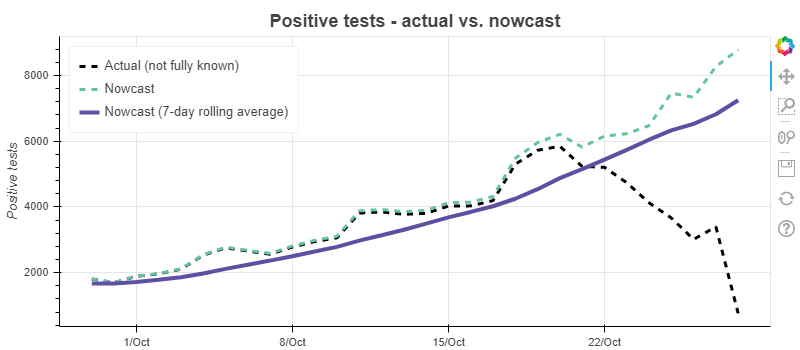 Positive tests - actual vs. nowcast
Actual (not fully known)
Nowcast
Nowcast (7-day rolling average)
Positive tests
8000
6000
4000
2000
1/Oct
8/Oct
15/Oct
22/Oct